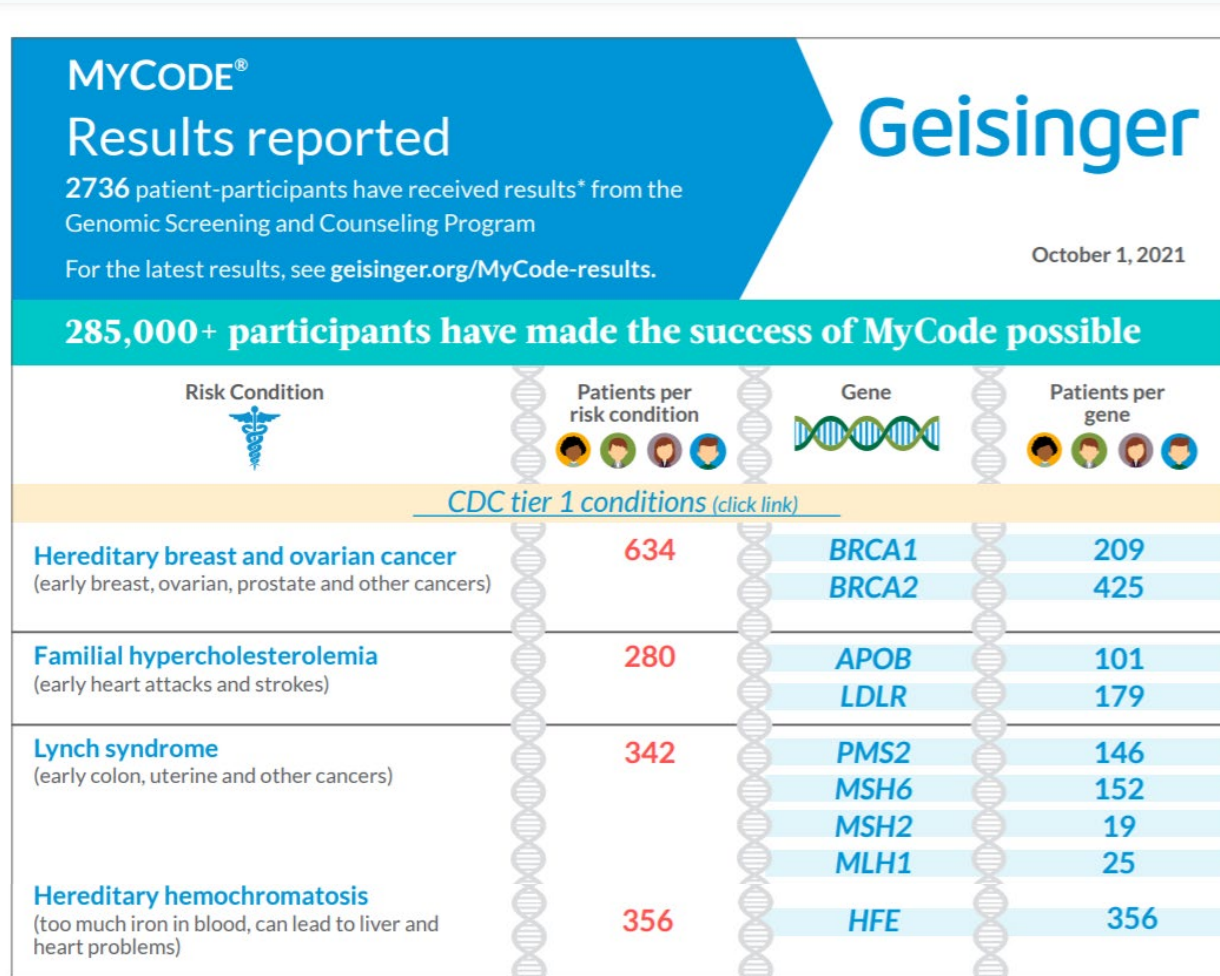 MYCODE®
Results reported
2736 patient-participants have received results* from the
Genomic Screening and Counseling Program
For the latest results, see geisinger.org/MyCode-results.
Geisinger
October 1, 2021
285,000+ participants have made the success of MyCode possible
Risk Condition
Patients per
risk condition
Gene
Patients per
gene
CDC tier 1 conditions (click link)
Hereditary breast and ovarian cancer
(early breast, ovarian, prostate and other cancers)
634
BRCA1 209
BRCA2 425
Familial hypercholesterolemia
(early heart attacks and strokes)
280
APOB 101
LDLR 179
Lynch syndrome
(early colon, uterine and other cancers)
342
PMS2 146
MSH6 152
MSH2 19
MLH1 25
Hereditary hemochromatosis
(too much iron in blood, can lead to liver and
heart problems)
356
HFE 356